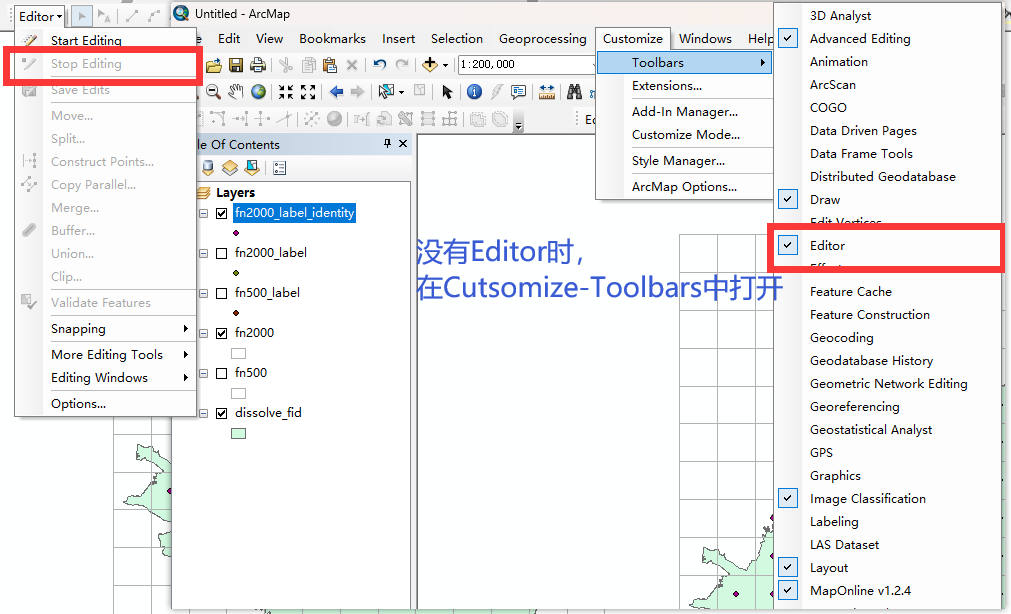 Editor
Start Editing
Stop Editing
Save Edits
Move...
Split...
Construct Points...
Copy Parallel...
Merge...
Buffer...
Union...
Clip...
Validate Features
Snapping
More Editing Tools
Editing Windows
Options...
Untitled - ArcMap
Edit View Bookmarks Insert Selection Geoprocessing Customize Windows Help
1:200,000
le Of Contents
Layers
fn2000_label_identity
fn2000_label
fn500_label
fn2000
fn500
dissolve_fid
没有Editor时，
在Cutsomize-Toolbars中打开
Toolbars
Extensions...
Add-In Manager...
Customize Mode...
Style Manager...
ArcMap Options...
3D Analyst
Advanced Editing
Animation
ArcScan
COGO
Data Driven Pages
Data Frame Tools
Distributed Geodatabase
Draw
Edit Vertices
Editor
Feature Cache
Feature Construction
Geocoding
Geodatabase History
Geometric Network Editing
Georeferencing
Geostatistical Analyst
GPS
Graphics
Image Classification
Labeling
LAS Dataset
Layout
MapOnline v1.2.4